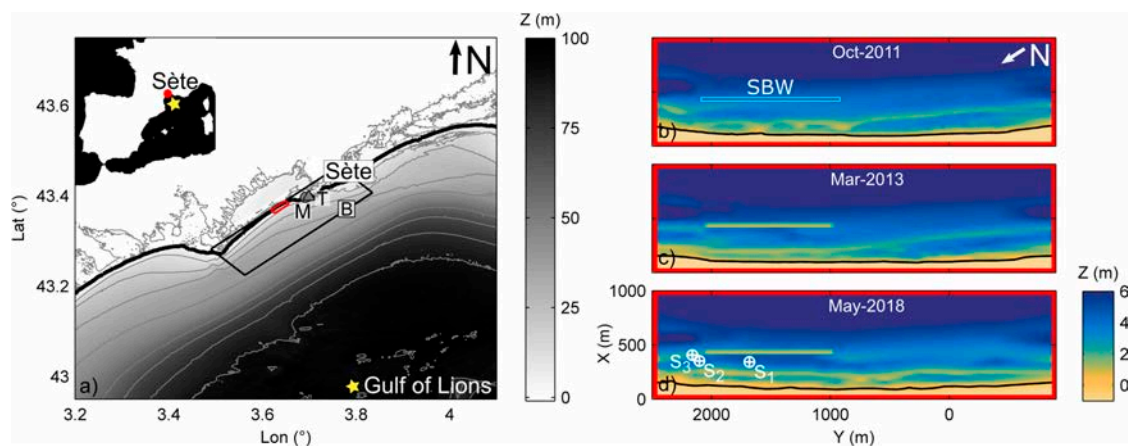 Z (m)
100
75
50
25
0
N
Sète
Sète
M
T
B
43.6
43.4
43.2
43
Lat (°)
a)
Gulf of Lions
3.2
3.4
3.6
3.8
4
Lon (°)
Oct-2011
N
SBW
b)
Mar-2013
c)
May-2018
S3
S2
S1
d)
1000
500
0
X (m)
2000
1000
0
Y (m)
Z (m)
6
4
2
0